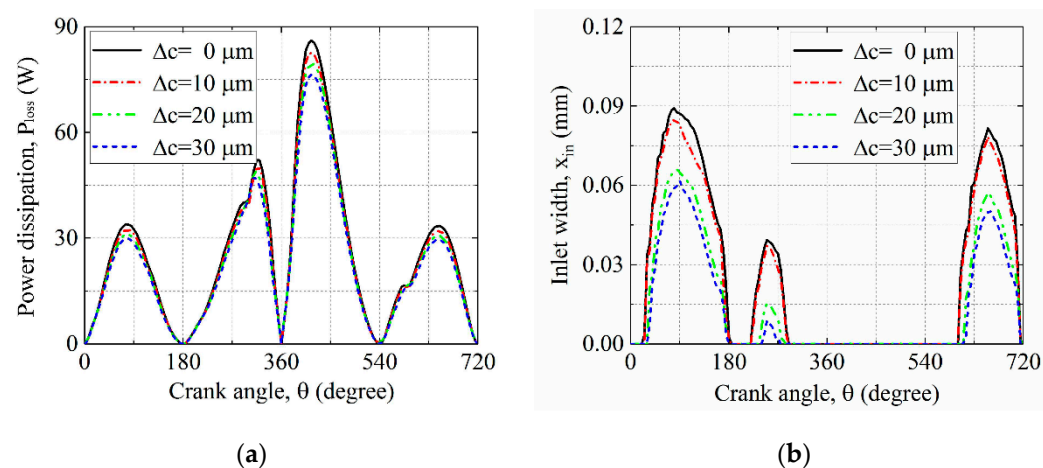 90
60
30
0
Power dissipation, Ploss (W)
Δc= 0 μm
Δc=10 μm
Δc=20 μm
Δc=30 μm
0 180 360 540 720
Crank angle, θ (degree)
(a)
0.12
0.09
0.06
0.03
0.00
Inlet width, xin (mm)
Δc= 0 μm
Δc=10 μm
Δc=20 μm
Δc=30 μm
0 180 360 540 720
Crank angle, θ (degree)
(b)